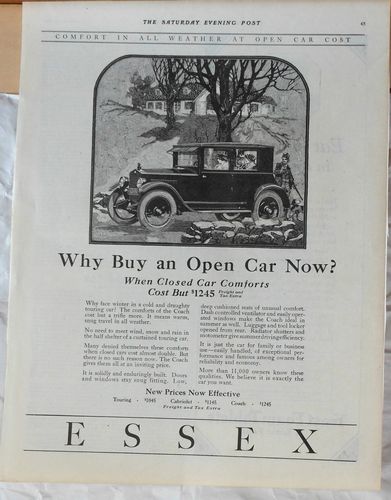 THE SATURDAY EVENING POST
45
COMFORT IN ALL WEATHER AT OPEN CAR COST
Why Buy an Open Car Now?
When Closed Car Comforts
Cost But $1245 Freight and Tax Extra
Why face winter in a cold and draughty
touring car? The comforts of the Coach
cost but a trifle more. It means warm,
snug travel in all weather.
No need to meet wind, snow and rain in
the half shelter of a curtained touring car.
Many denied themselves these comforts
when closed cars cost almost double. But
there is no such reason now. The Coach
gives them all at an inviting price.
It is solidly and enduringly built. Doors
and windows stay snug fitting. Low,
deep cushioned seats of unusual comfort.
Dash controlled ventilator and easily oper-
ated windows make the Coach ideal in
summer as well. Luggage and tool locker
opened from rear. Radiator shutters and
motometer give summer driving efficiency.
It is just the car for family or business
use—easily handled, of exceptional per-
formance and famous among owners for
reliability and economy.
More than 14,000 owners know these
qualities. We believe it is exactly the
car you want.
New Prices Now Effective
Touring - $1045 Cabriolet - $1145 Coach - $1245
Freight and Tax Extra
ESSEX